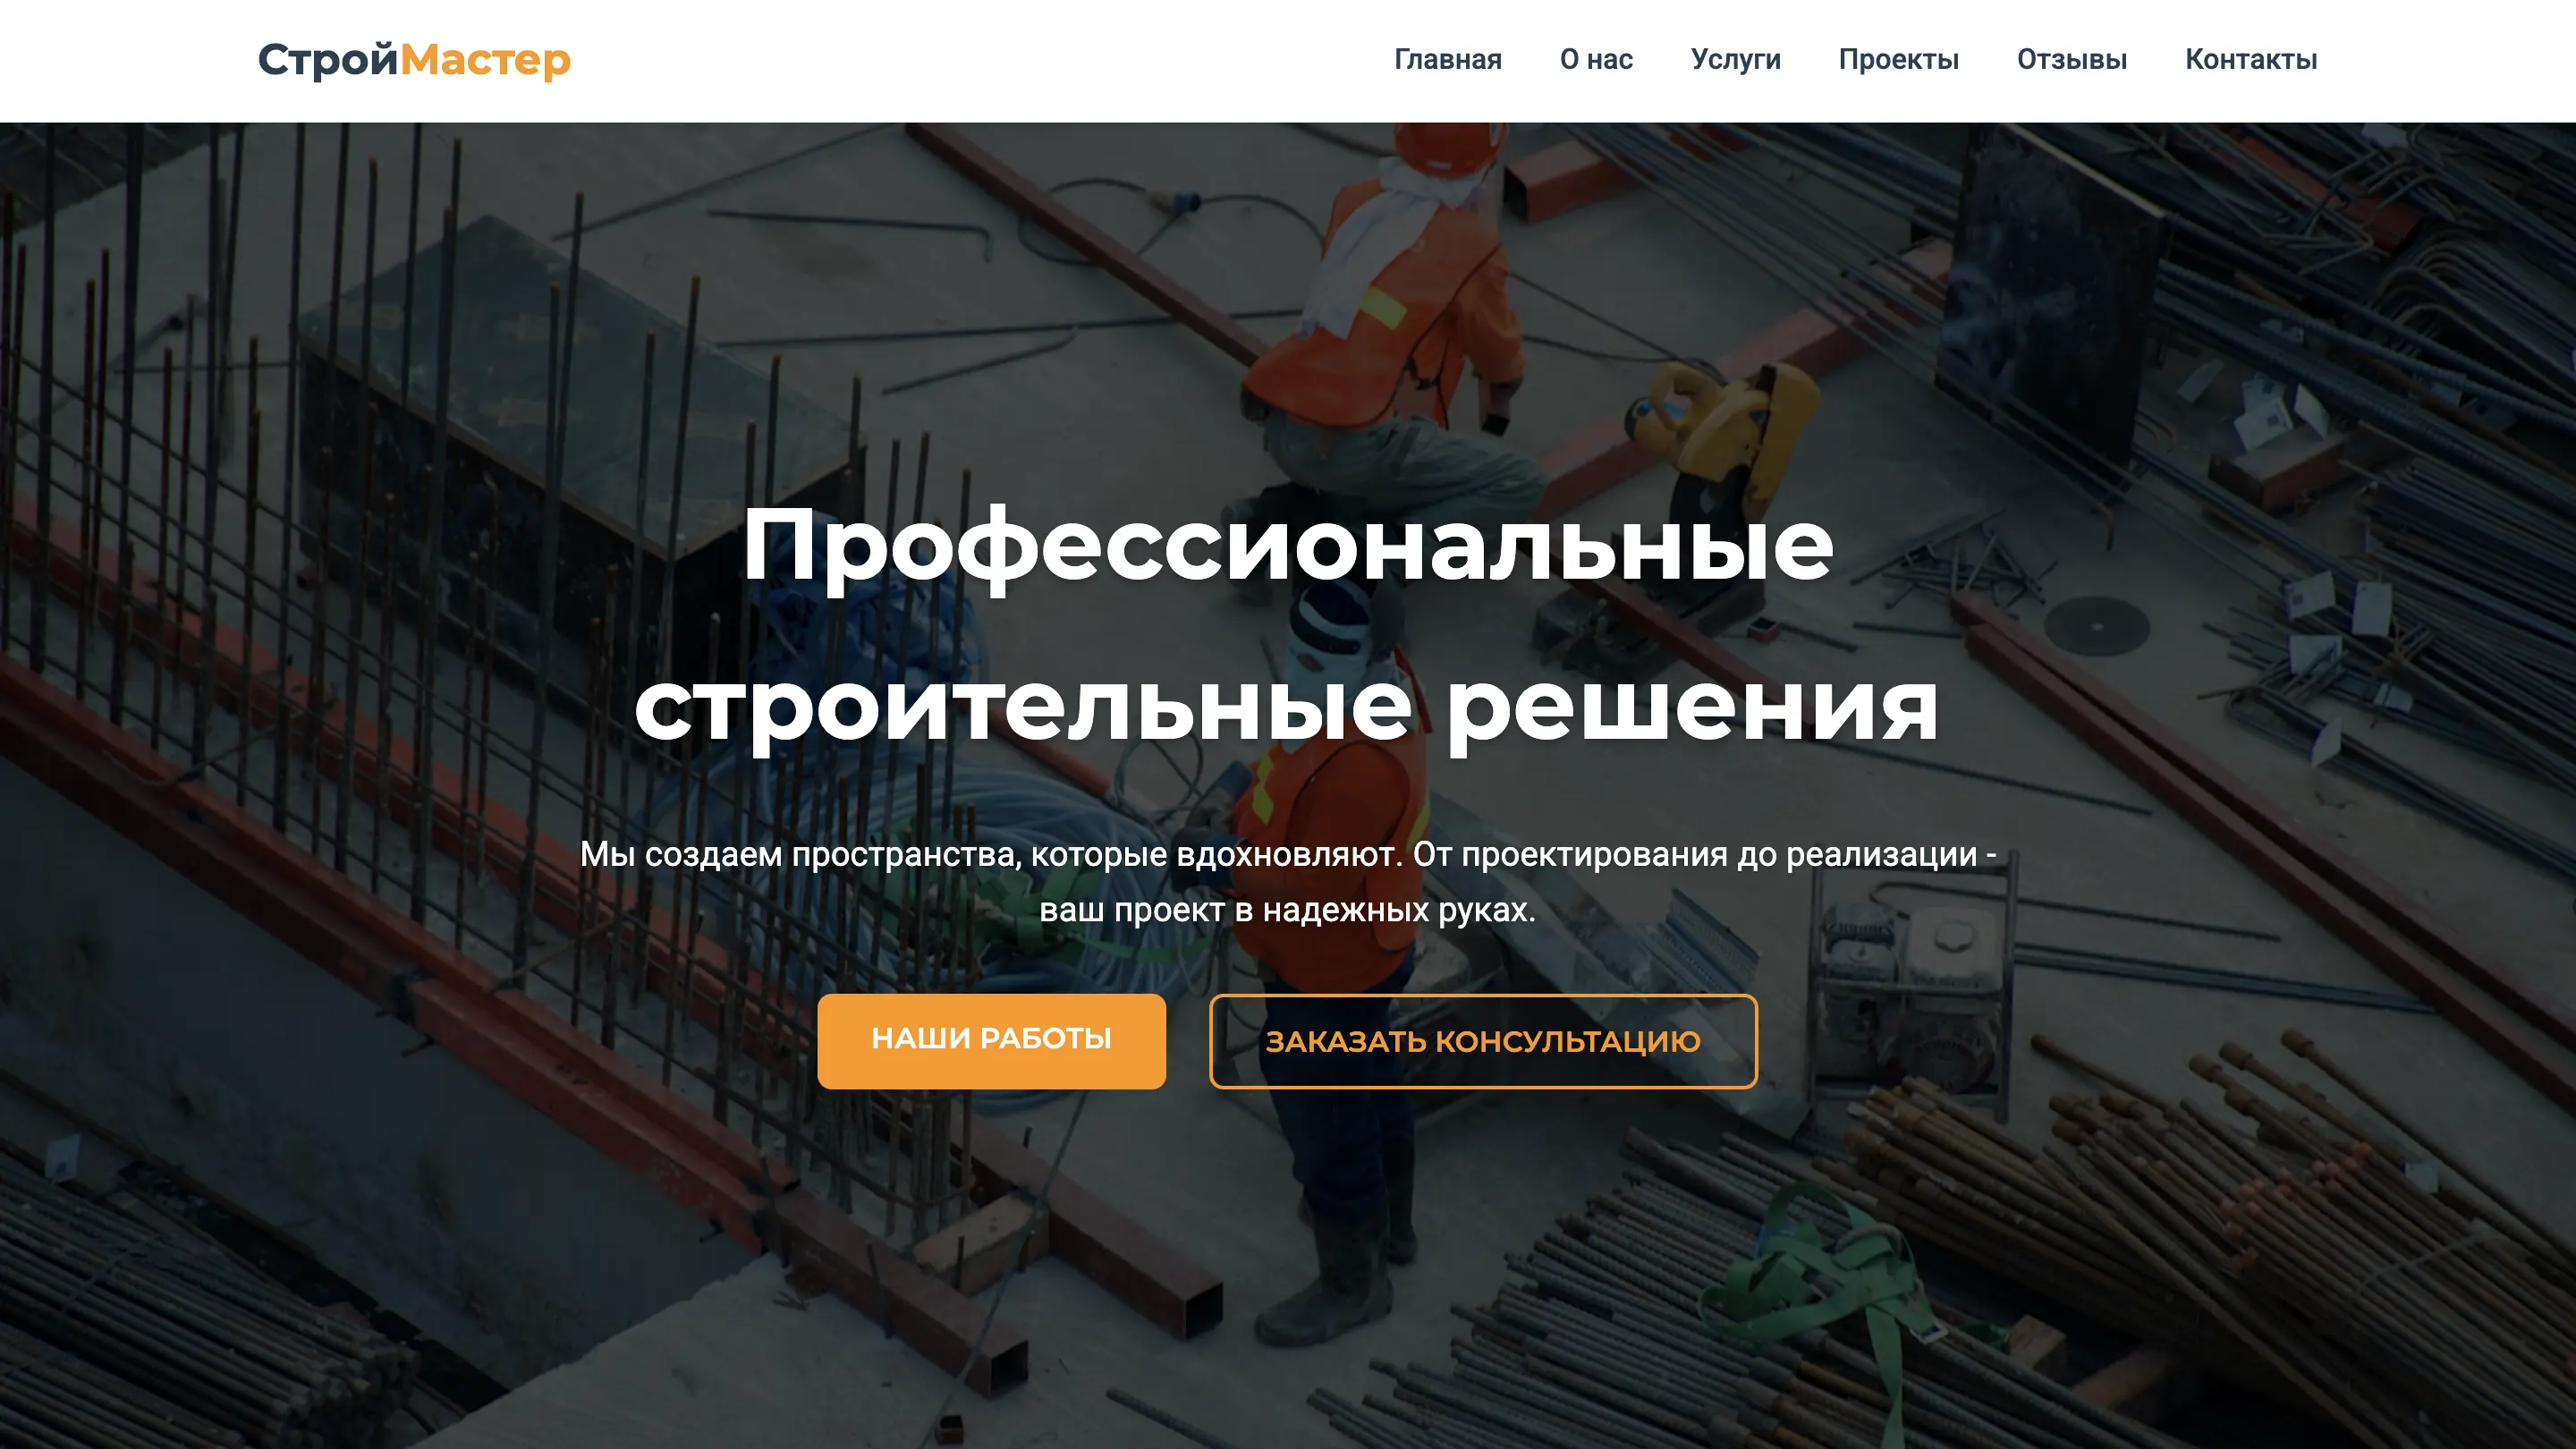 СтройМастер
Главная О нас Услуги Проекты Отзывы Контакты
Профессиональные
строительные решения
Мы создаем пространства, которые вдохновляют. От проектирования до реализации -
ваш проект в надежных руках.
НАШИ РАБОТЫ
ЗАКАЗАТЬ КОНСУЛЬТАЦИЮ